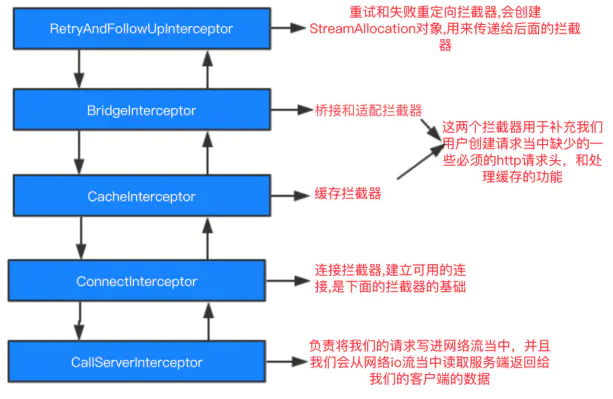 RetryAndFollowUpInterceptor
重试和失败重定向拦截器,会创建
StreamAllocation对象,用来传递给后面的拦截
器
BridgeInterceptor
桥接和适配拦截器
这两个拦截器用于补充我们
用户创建请求当中缺少的一
些必须的http请求头，和处
理缓存的功能
CacheInterceptor
缓存拦截器
ConnectInterceptor
连接拦截器,建立可用的连
接,是下面的拦截器的基础
CallServerInterceptor
负责将我们的请求写进网络流当中，并且
我们会从网络io流当中读取服务端返回给
我们的客户端的数据